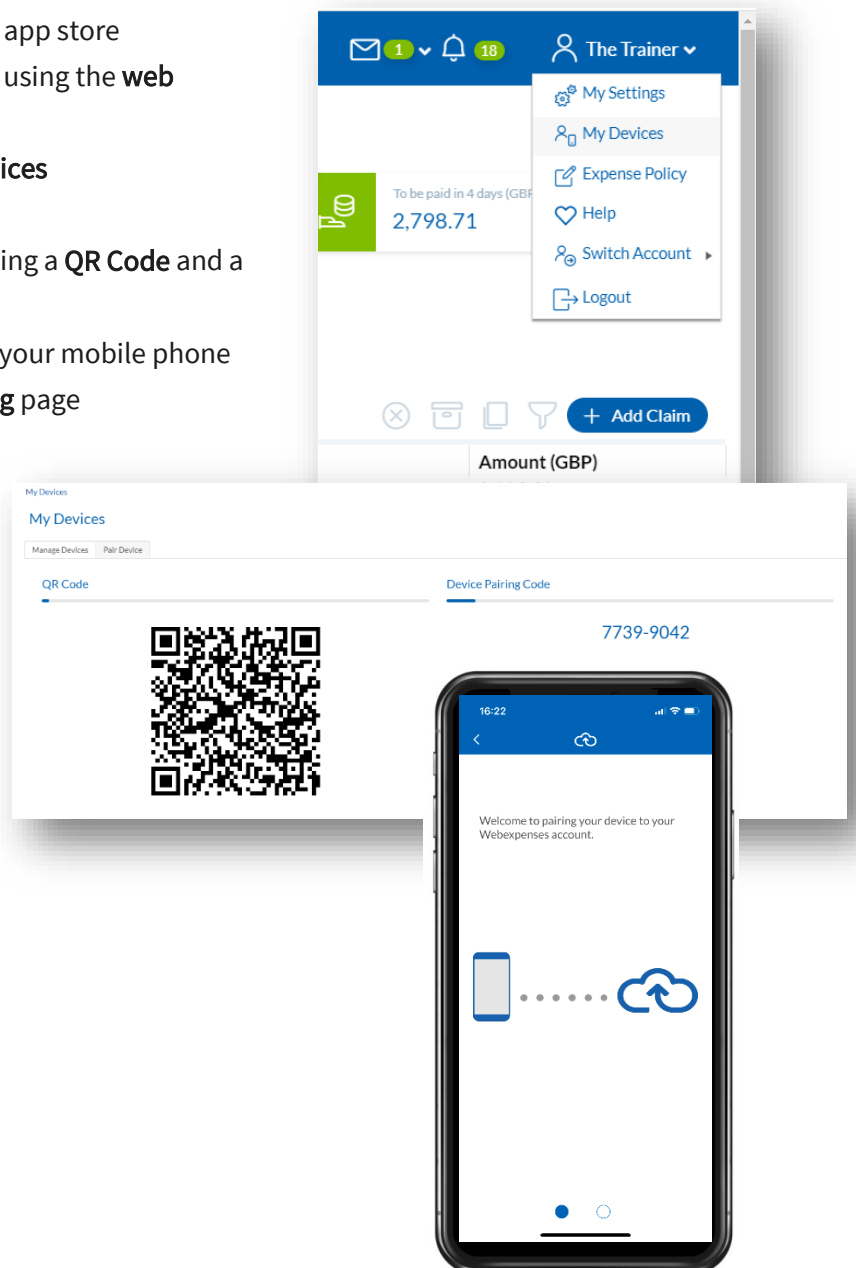 app store
using the web
ices
ing a QR Code and a
your mobile phone
g page
1
18
The Trainer
My Settings
My Devices
Expense Policy
Help
Switch Account
Logout
To be paid in 4 days (GBP
2,798.71
+ Add Claim
Amount (GBP)
My Devices
My Devices
Manage Devices
Pair Device
QR Code
Device Pairing Code
7739-9042
16:22
Welcome to pairing your device to your
Webexpenses account.